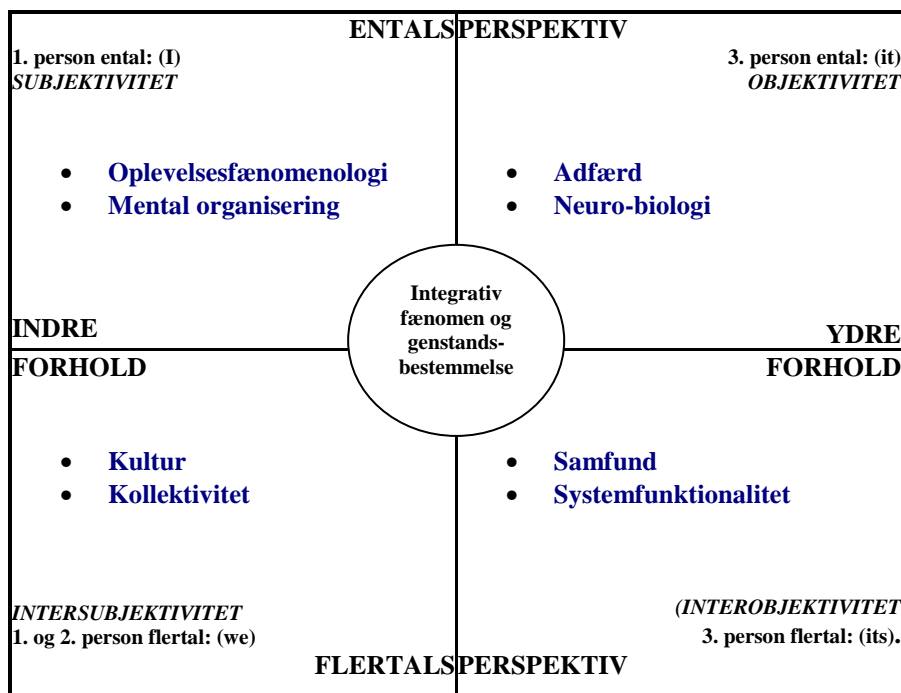 ENTALSPERSPEKTIV
1. person ental: (I)
SUBJEKTIVITET
3. person ental: (it)
OBJEKTIVITET
• Oplevelsesfænomenologi
• Mental organisering
• Adfærd
• Neuro-biologi
Integrativ
fænomen og
genstands-
bestemmelse
INDRE
FORHOLD
YDRE
FORHOLD
• Kultur
• Kollektivitet
• Samfund
• Systemfunktionalitet
INTERSUBJEKTIVITET
1. og 2. person flertal: (we)
(INTEROBJEKTIVITET
3. person flertal: (its).
FLERTALSPERSPEKTIV